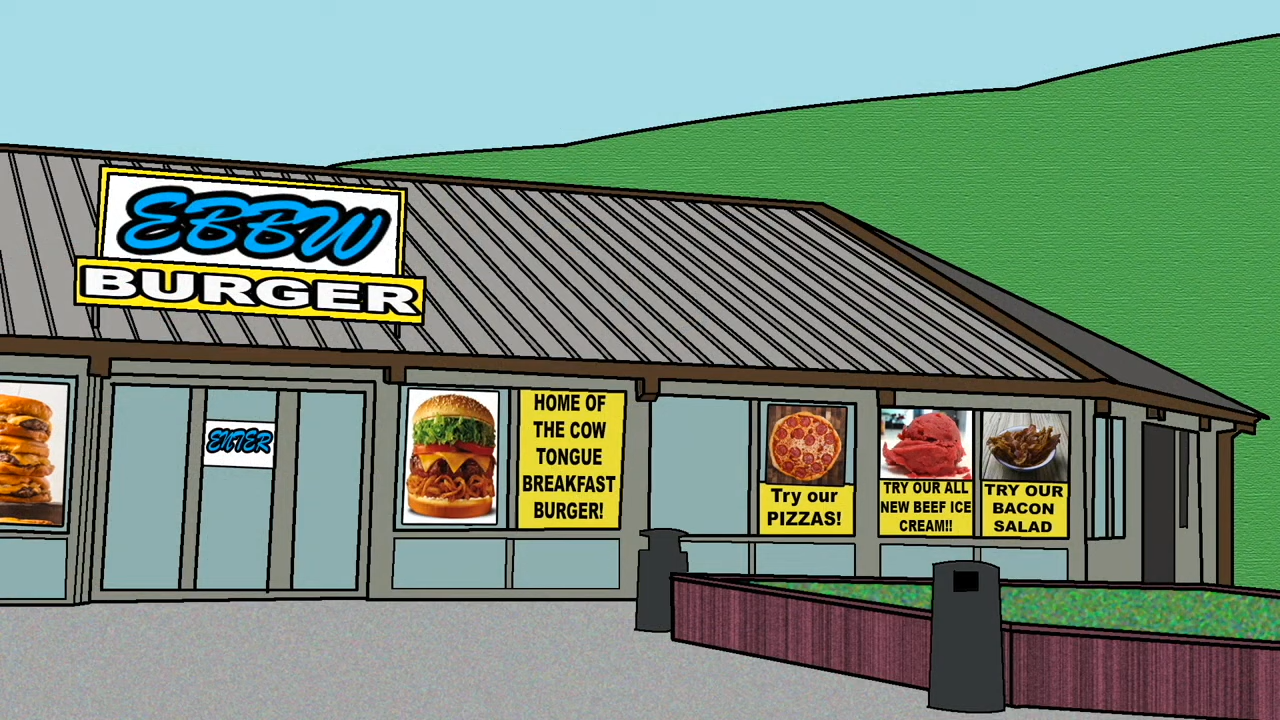 EBBW
BURGER
ENTER
HOME OF
THE COW
TONGUE
BREAKFAST
BURGER!
Try our
PIZZAS!
TRY OUR ALL
NEW BEEF ICE
CREAM!!
TRY OUR
BACON
SALAD